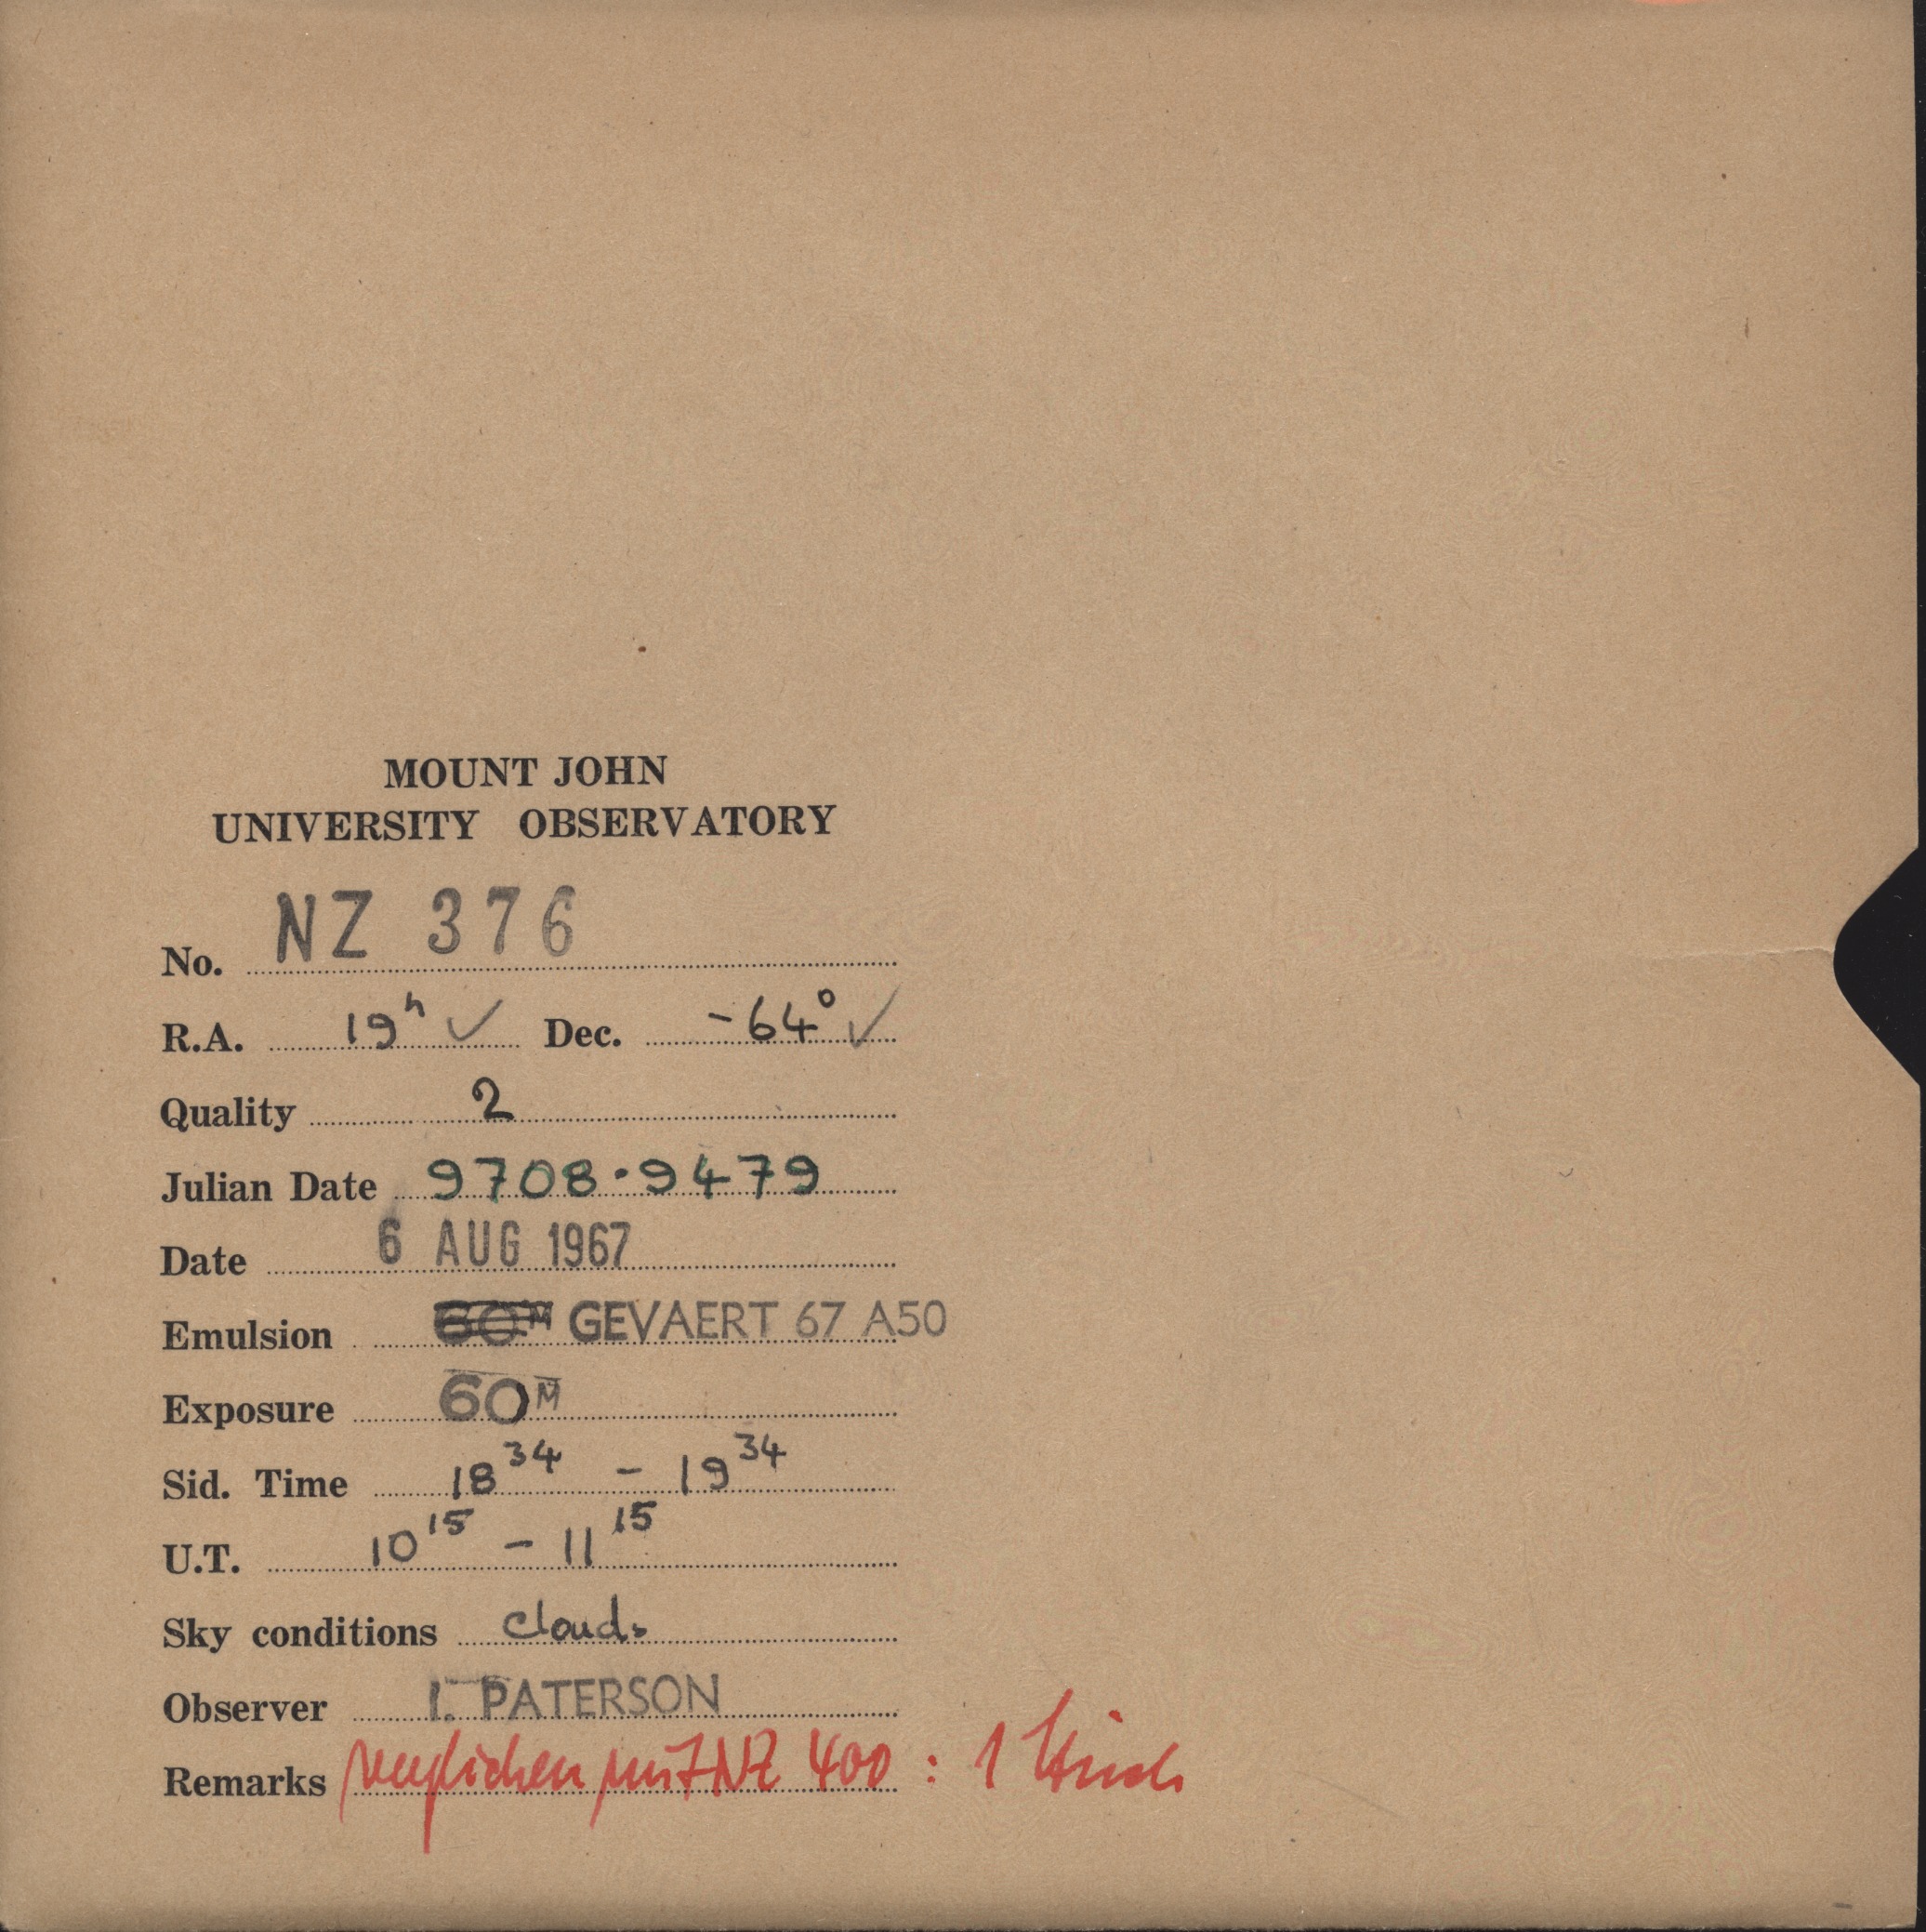 MOUNT JOHN
UNIVERSITY OBSERVATORY
No. NZ 376
R.A. 19h ✓ Dec. -64° ✓
Quality 2
Julian Date 9708.9479
Date 6 AUG 1967
Emulsion 60M GEVAERT 67 A50
Exposure 60M
Sid. Time 18 34 - 19 34
U.T. 10 15 - 11 15
Sky conditions clouds
Observer I. PATERSON
Remarks verglichen mit NZ 400 : 1